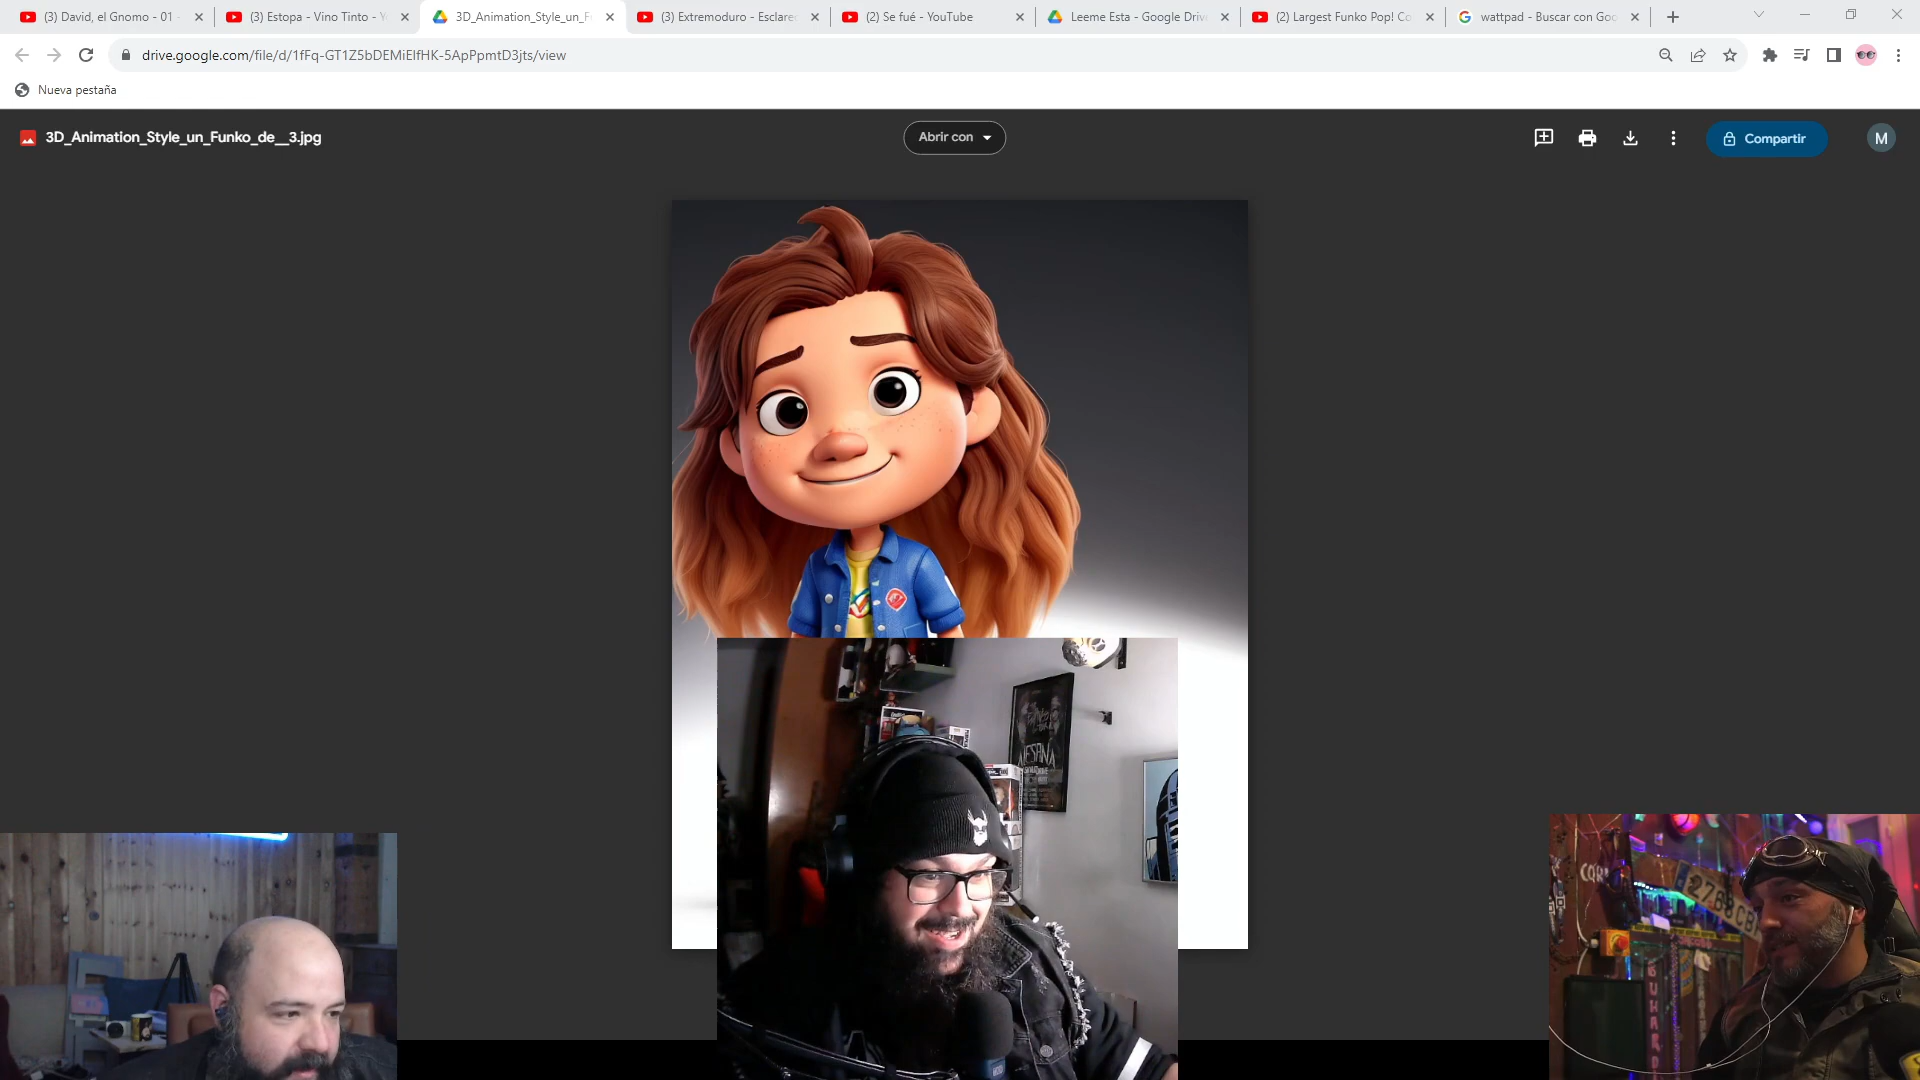 (3) David, el Gnomo - 01 -
(3) Estopa - Vino Tinto - Y
3D_Animation_Style_un_F
(3) Extremoduro - Esclare
(2) Se fué - YouTube
Leeme Esta - Google Driv
(2) Largest Funko Pop! Co
wattpad - Buscar con Goo
drive.google.com/file/d/1fFq-GT1Z5bDEMiElfHK-5ApPpmtD3jts/view
Nueva pestaña
3D_Animation_Style_un_Funko_de__3.jpg
Abrir con
Compartir
M
ALESANA